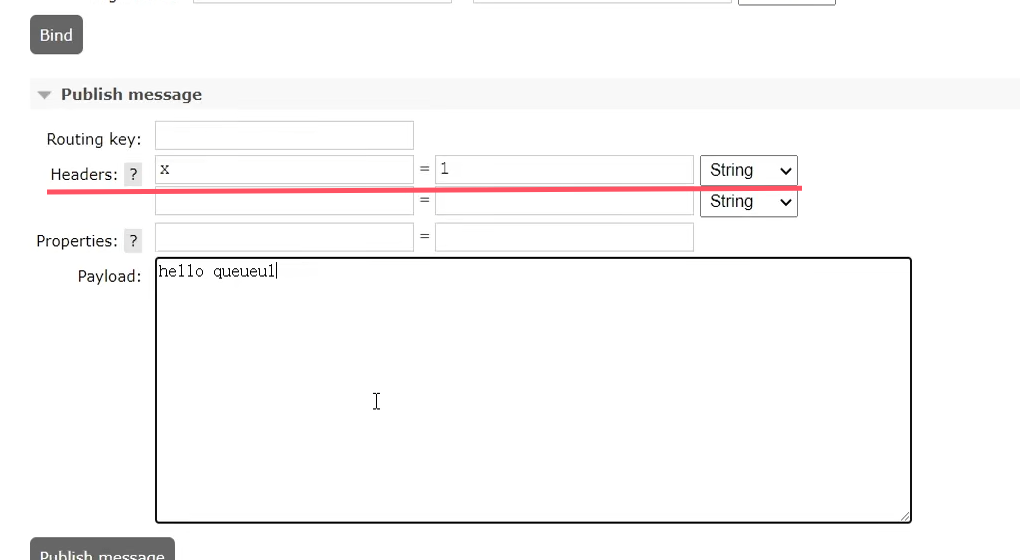 Bind
Publish message
Routing key:
Headers: ? x = 1 String
= String
Properties: ? =
Payload: hello queueu1
Publish message